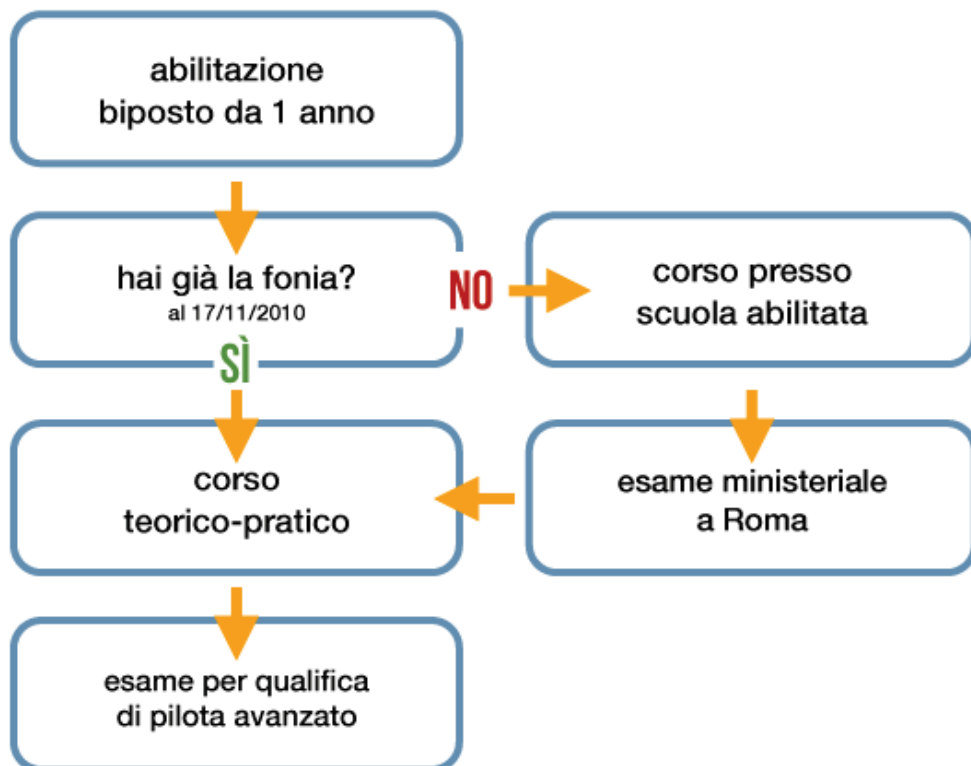 abilitazione
biposto da 1 anno
hai già la fonia?
al 17/11/2010
NO
SÌ
corso presso
scuola abilitata
esame ministeriale
a Roma
corso
teorico-pratico
esame per qualifica
di pilota avanzato